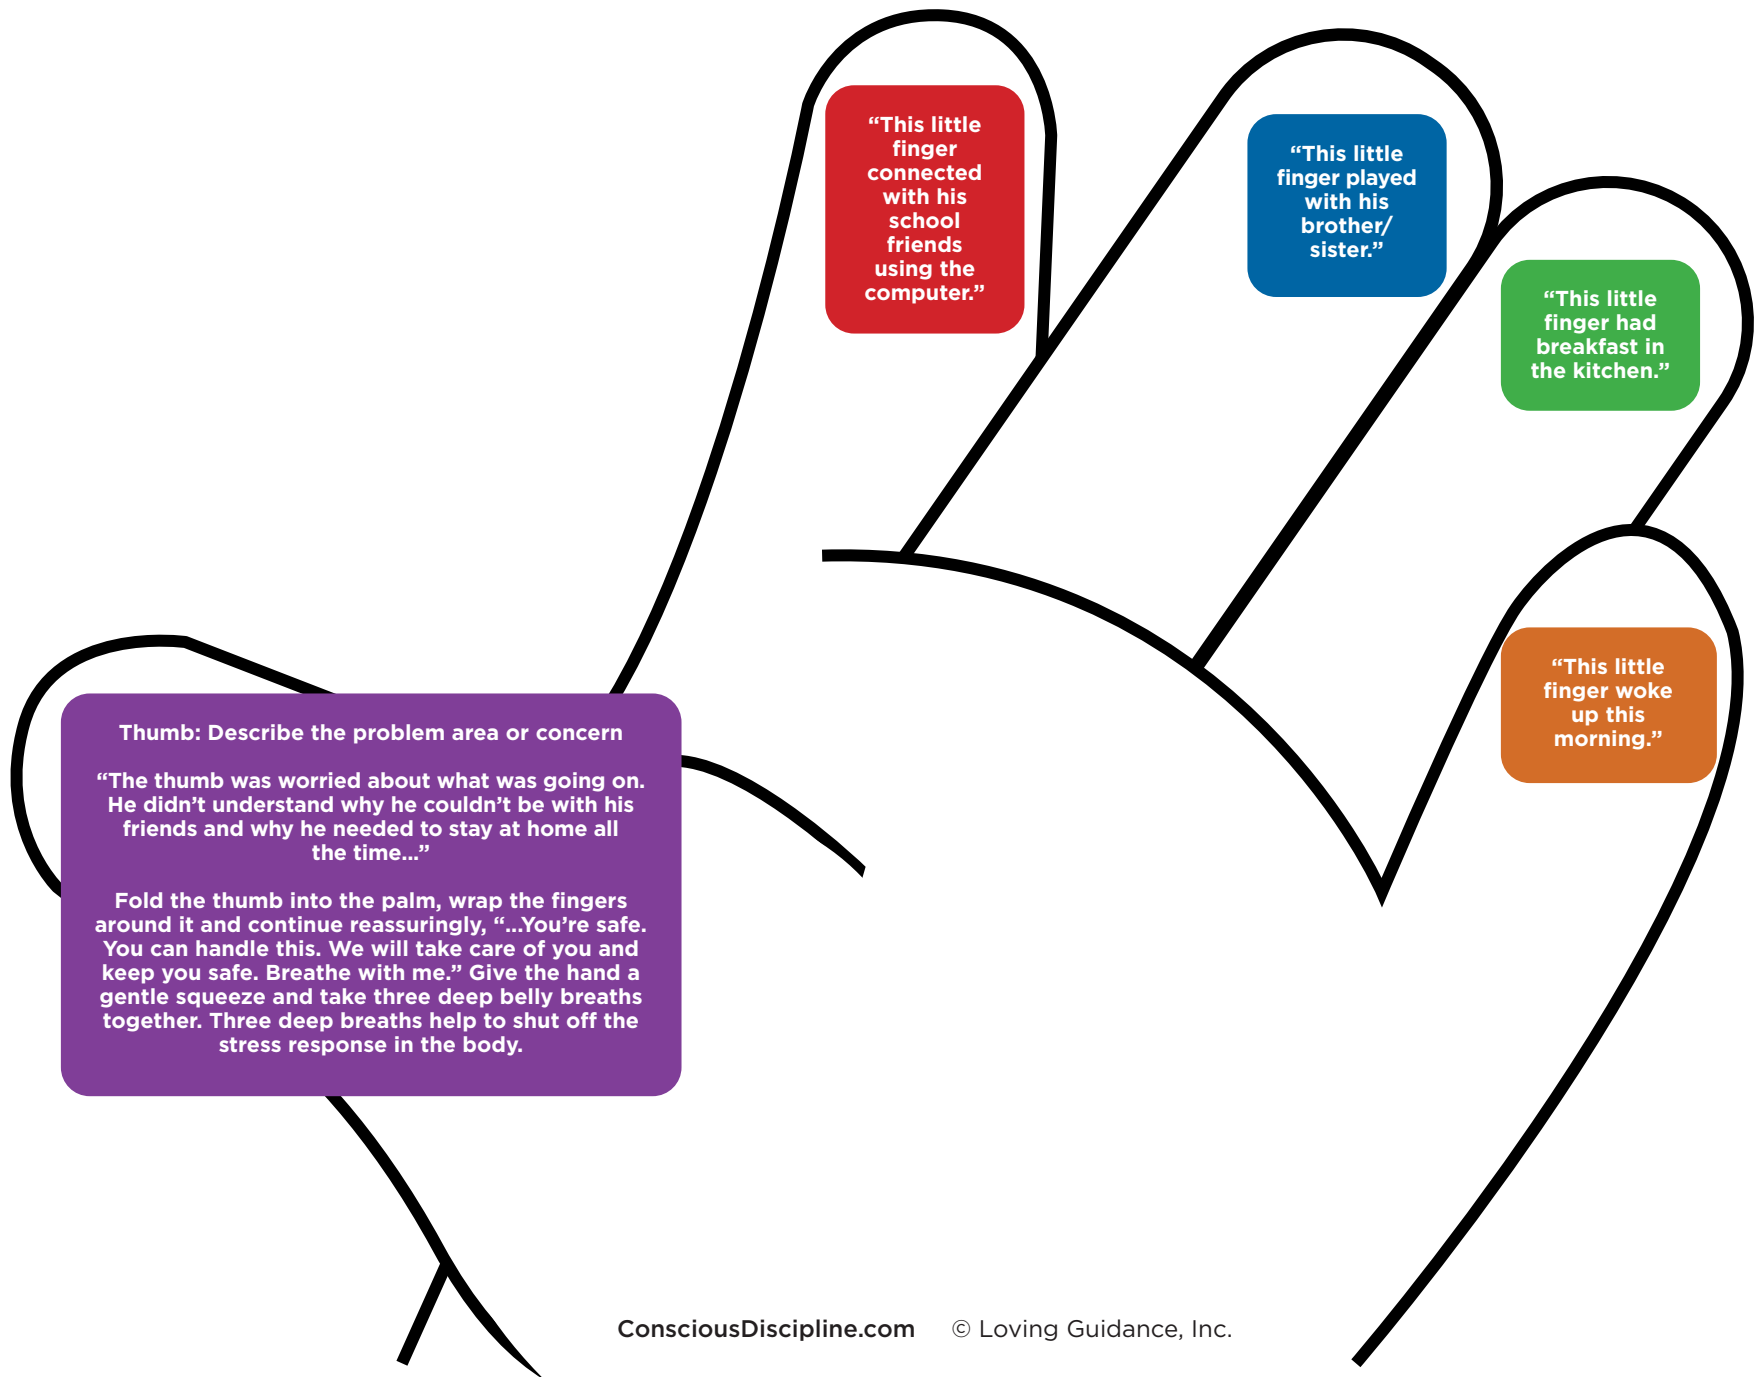 “This little
finger
connected
with his
school
friends
using the
computer.”
“This little
finger played
with his
brother/
sister.”
“This little
finger had
breakfast in
the kitchen.”
“This little
finger woke
up this
morning.”
Thumb: Describe the problem area or concern
“The thumb was worried about what was going on.
He didn’t understand why he couldn’t be with his
friends and why he needed to stay at home all
the time...”
Fold the thumb into the palm, wrap the fingers
around it and continue reassuringly, “...You’re safe.
You can handle this. We will take care of you and
keep you safe. Breathe with me.” Give the hand a
gentle squeeze and take three deep belly breaths
together. Three deep breaths help to shut off the
stress response in the body.
ConsciousDiscipline.com © Loving Guidance, Inc.